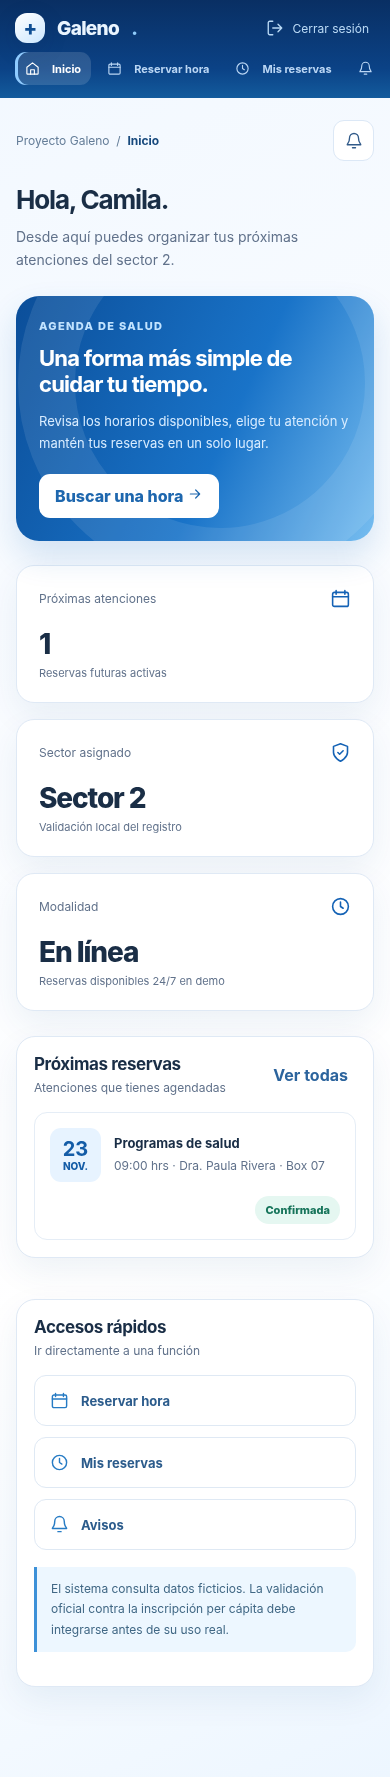 Galeno.
Cerrar sesión
Inicio Reservar hora Mis reservas
Proyecto Galeno / Inicio
Hola, Camila.
Desde aquí puedes organizar tus próximas
atenciones del sector 2.
AGENDA DE SALUD
Una forma más simple de
cuidar tu tiempo.
Revisa los horarios disponibles, elige tu atención y
mantén tus reservas en un solo lugar.
Buscar una hora →
Próximas atenciones
1
Reservas futuras activas
Sector asignado
Sector 2
Validación local del registro
Modalidad
En línea
Reservas disponibles 24/7 en demo
Próximas reservas
Atenciones que tienes agendadas
Ver todas
23
NOV.
Programas de salud
09:00 hrs · Dra. Paula Rivera · Box 07
Confirmada
Accesos rápidos
Ir directamente a una función
Reservar hora
Mis reservas
Avisos
El sistema consulta datos ficticios. La validación
oficial contra la inscripción per cápita debe
integrarse antes de su uso real.